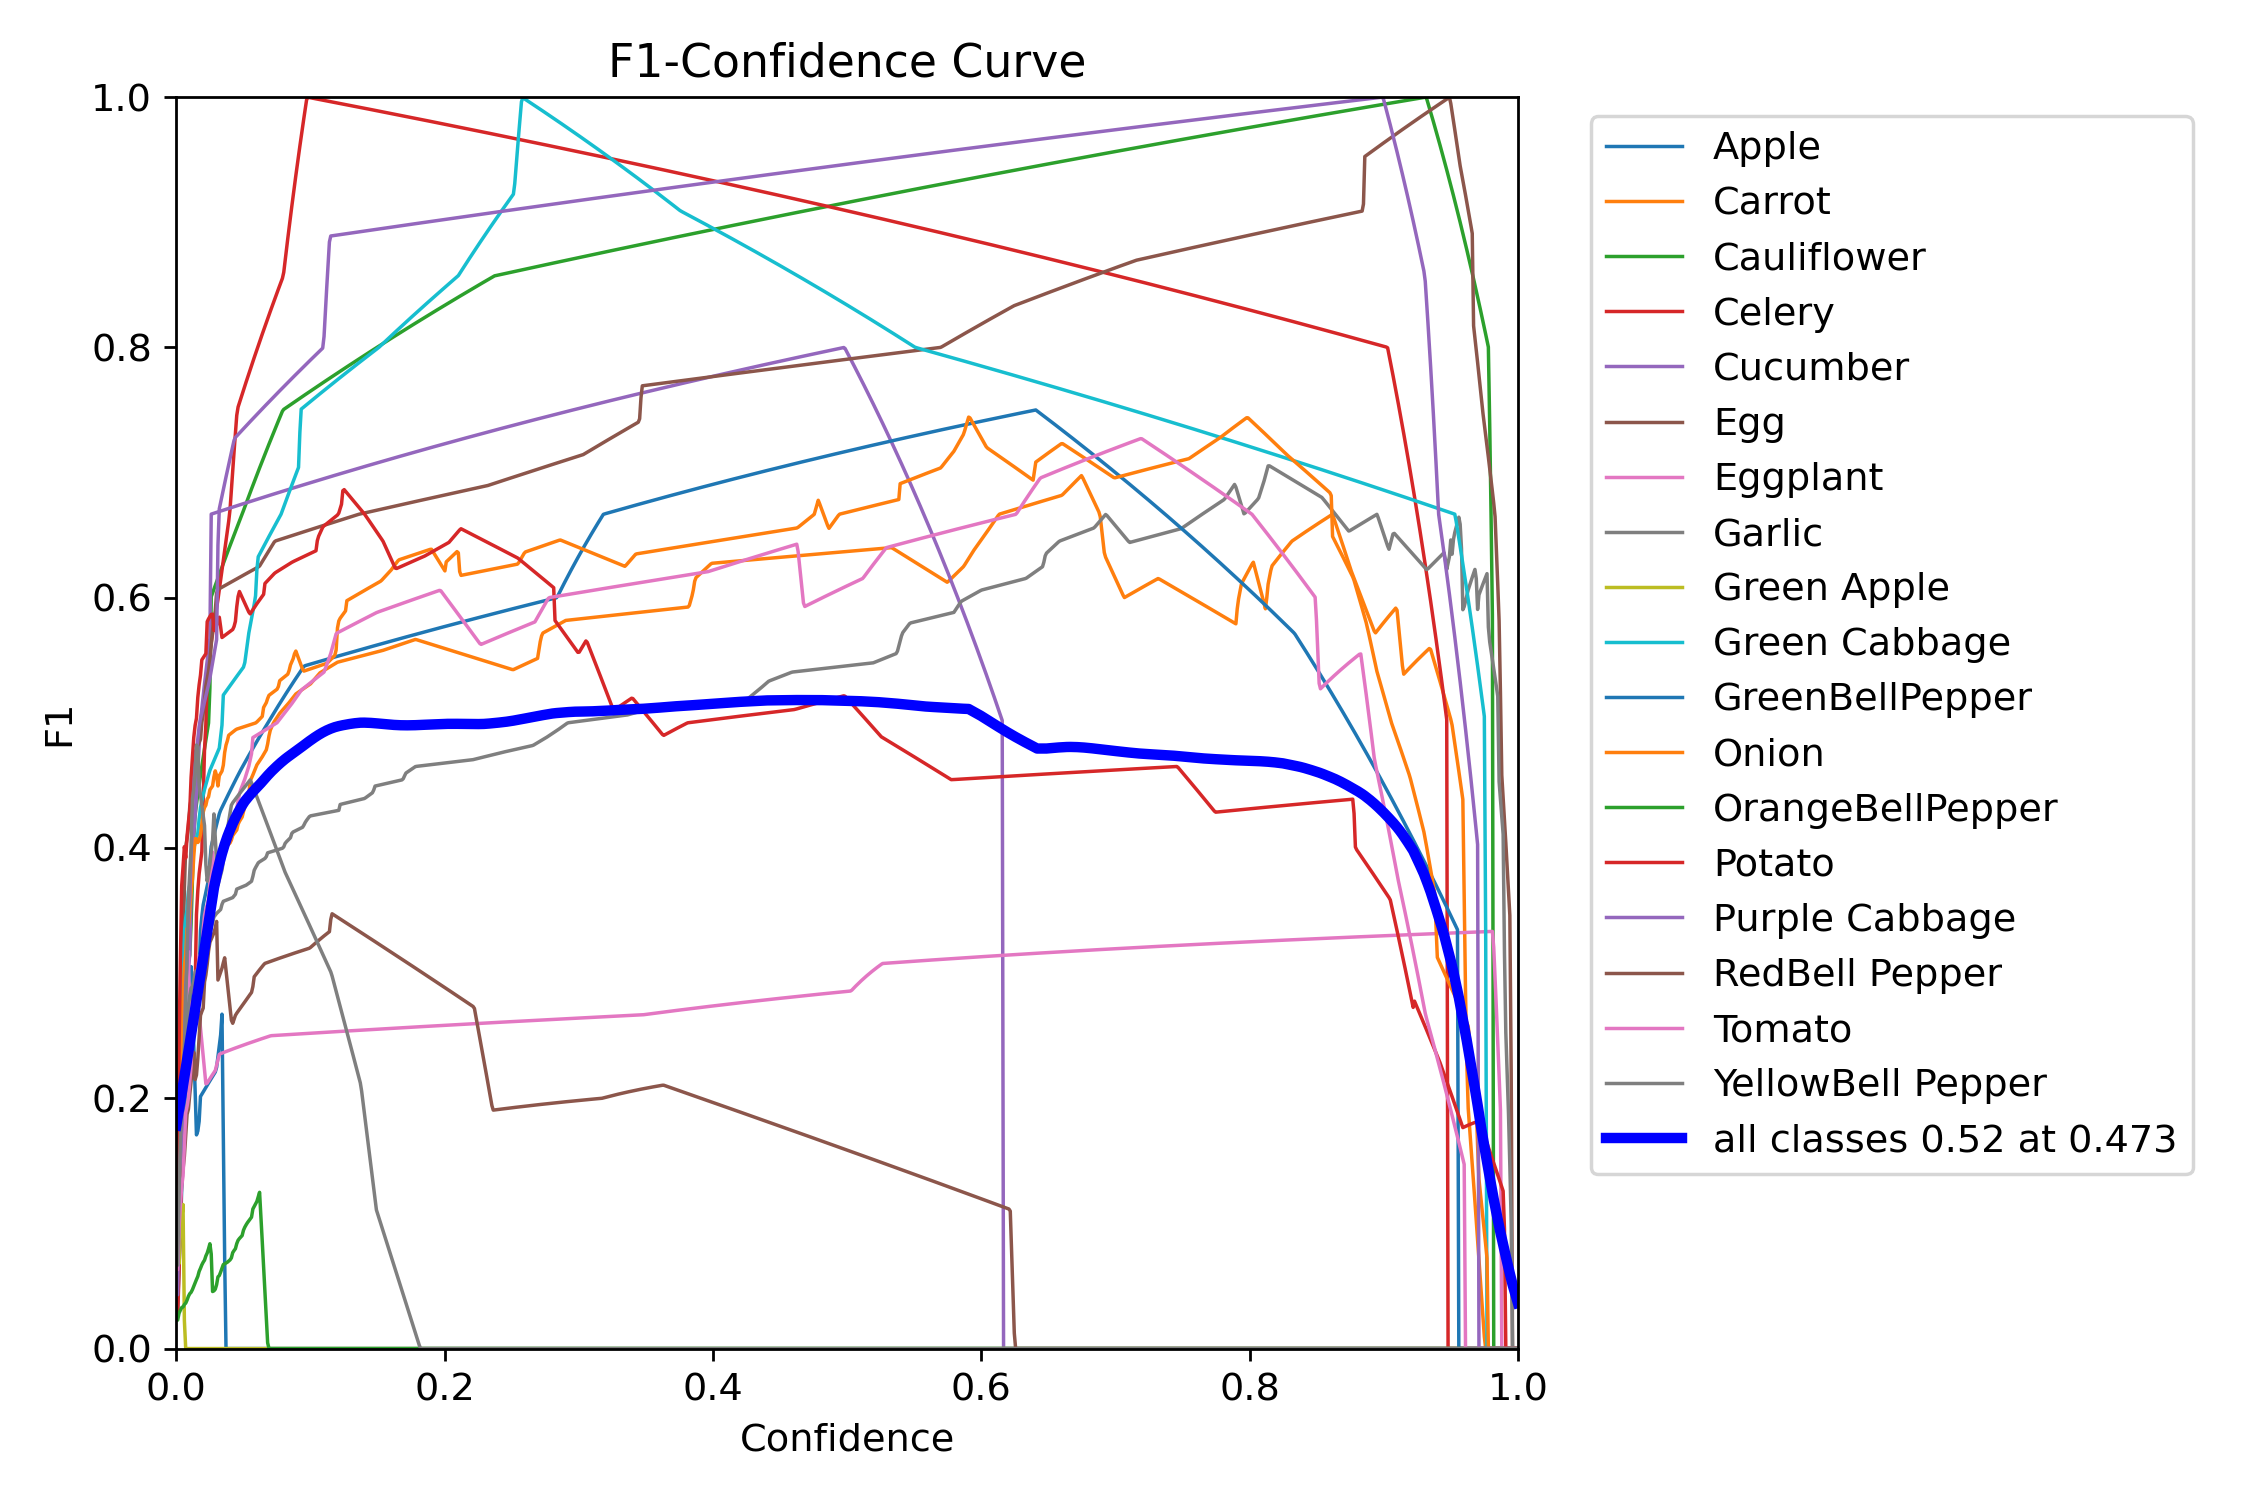 F1-Confidence Curve
1.0
0.8
0.6
0.4
0.2
0.0
F1
0.0 0.2 0.4 0.6 0.8 1.0
Confidence
Apple
Carrot
Cauliflower
Celery
Cucumber
Egg
Eggplant
Garlic
Green Apple
Green Cabbage
GreenBellPepper
Onion
OrangeBellPepper
Potato
Purple Cabbage
RedBell Pepper
Tomato
YellowBell Pepper
all classes 0.52 at 0.473